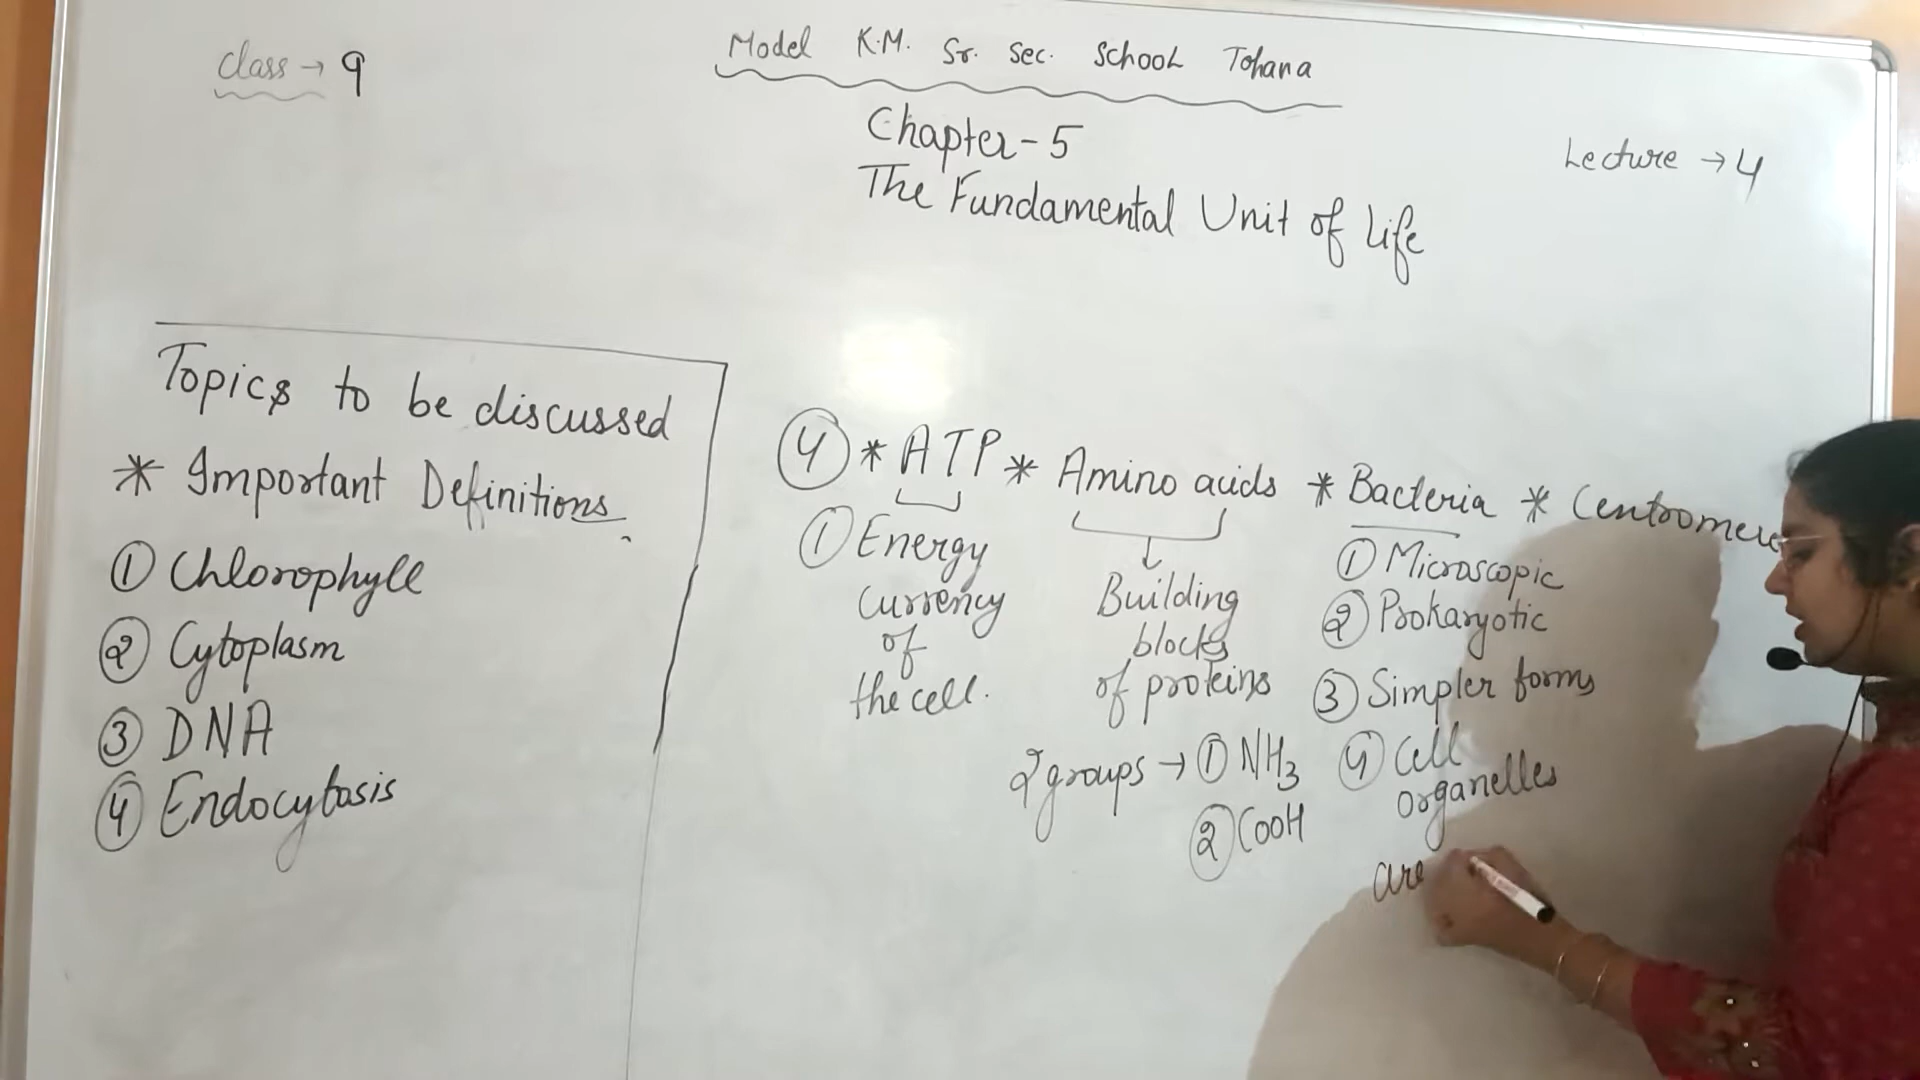 Class → 9
Model K.M. Sr. Sec. School Tohana
Chapter - 5
The Fundamental Unit of Life
Lecture → 4
Topics to be discussed
* Important Definitions.
① Chlorophyll
② Cytoplasm
③ DNA
④ Endocytosis
④ * ATP * Amino acids * Bacteria * Centromere
① Energy
Currency
of
the cell.
Building
blocks
of proteins
2 groups → ① NH3
② COOH
① Microscopic
② Prokaryotic
③ Simpler forms
④ Cell
organelles
are